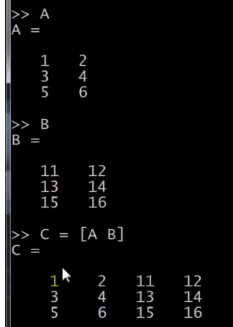 >> A
A =
1 2
3 4
5 6
>> B
B =
11 12
13 14
15 16
>> C = [A B]
C =
1 2 11 12
3 4 13 14
5 6 15 16